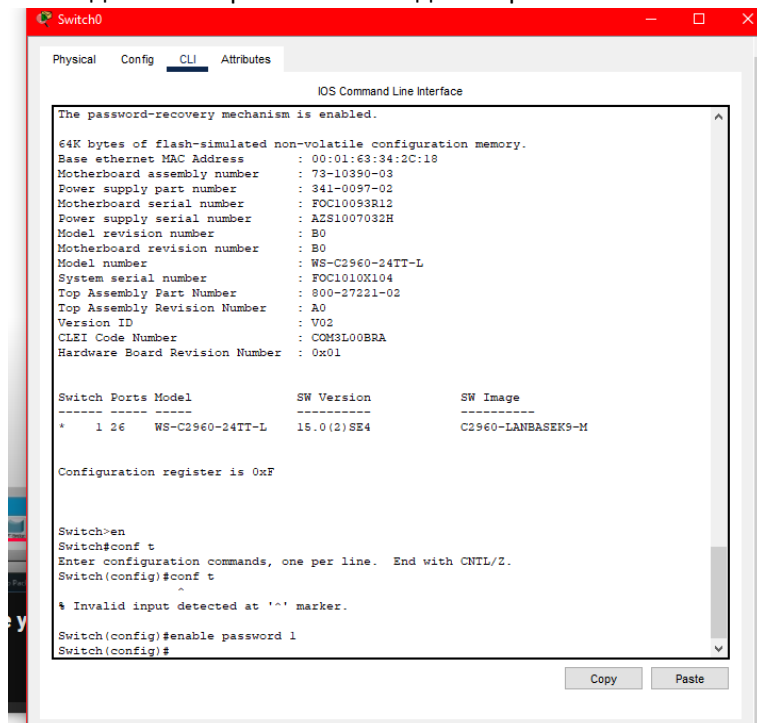 Switch0
Physical Config CLI Attributes
IOS Command Line Interface
The password-recovery mechanism is enabled.
64K bytes of flash-simulated non-volatile configuration memory.
Base ethernet MAC Address : 00:01:63:34:2C:18
Motherboard assembly number : 73-10390-03
Power supply part number : 341-0097-02
Motherboard serial number : FOC10093R12
Power supply serial number : AZS1007032H
Model revision number : B0
Motherboard revision number : B0
Model number : WS-C2960-24TT-L
System serial number : FOC1010X104
Top Assembly Part Number : 800-27221-02
Top Assembly Revision Number : A0
Version ID : V02
CLEI Code Number : COM3L00BRA
Hardware Board Revision Number : 0x01
Switch Ports Model SW Version SW Image
------ ----- ----- ---------- ----------
* 1 26 WS-C2960-24TT-L 15.0(2)SE4 C2960-LANBASEK9-M
Configuration register is 0xF
Switch>en
Switch#conf t
Enter configuration commands, one per line. End with CNTL/Z.
Switch(config)#conf t
^
% Invalid input detected at '^' marker.
Switch(config)#enable password 1
Switch(config)#
Copy Paste